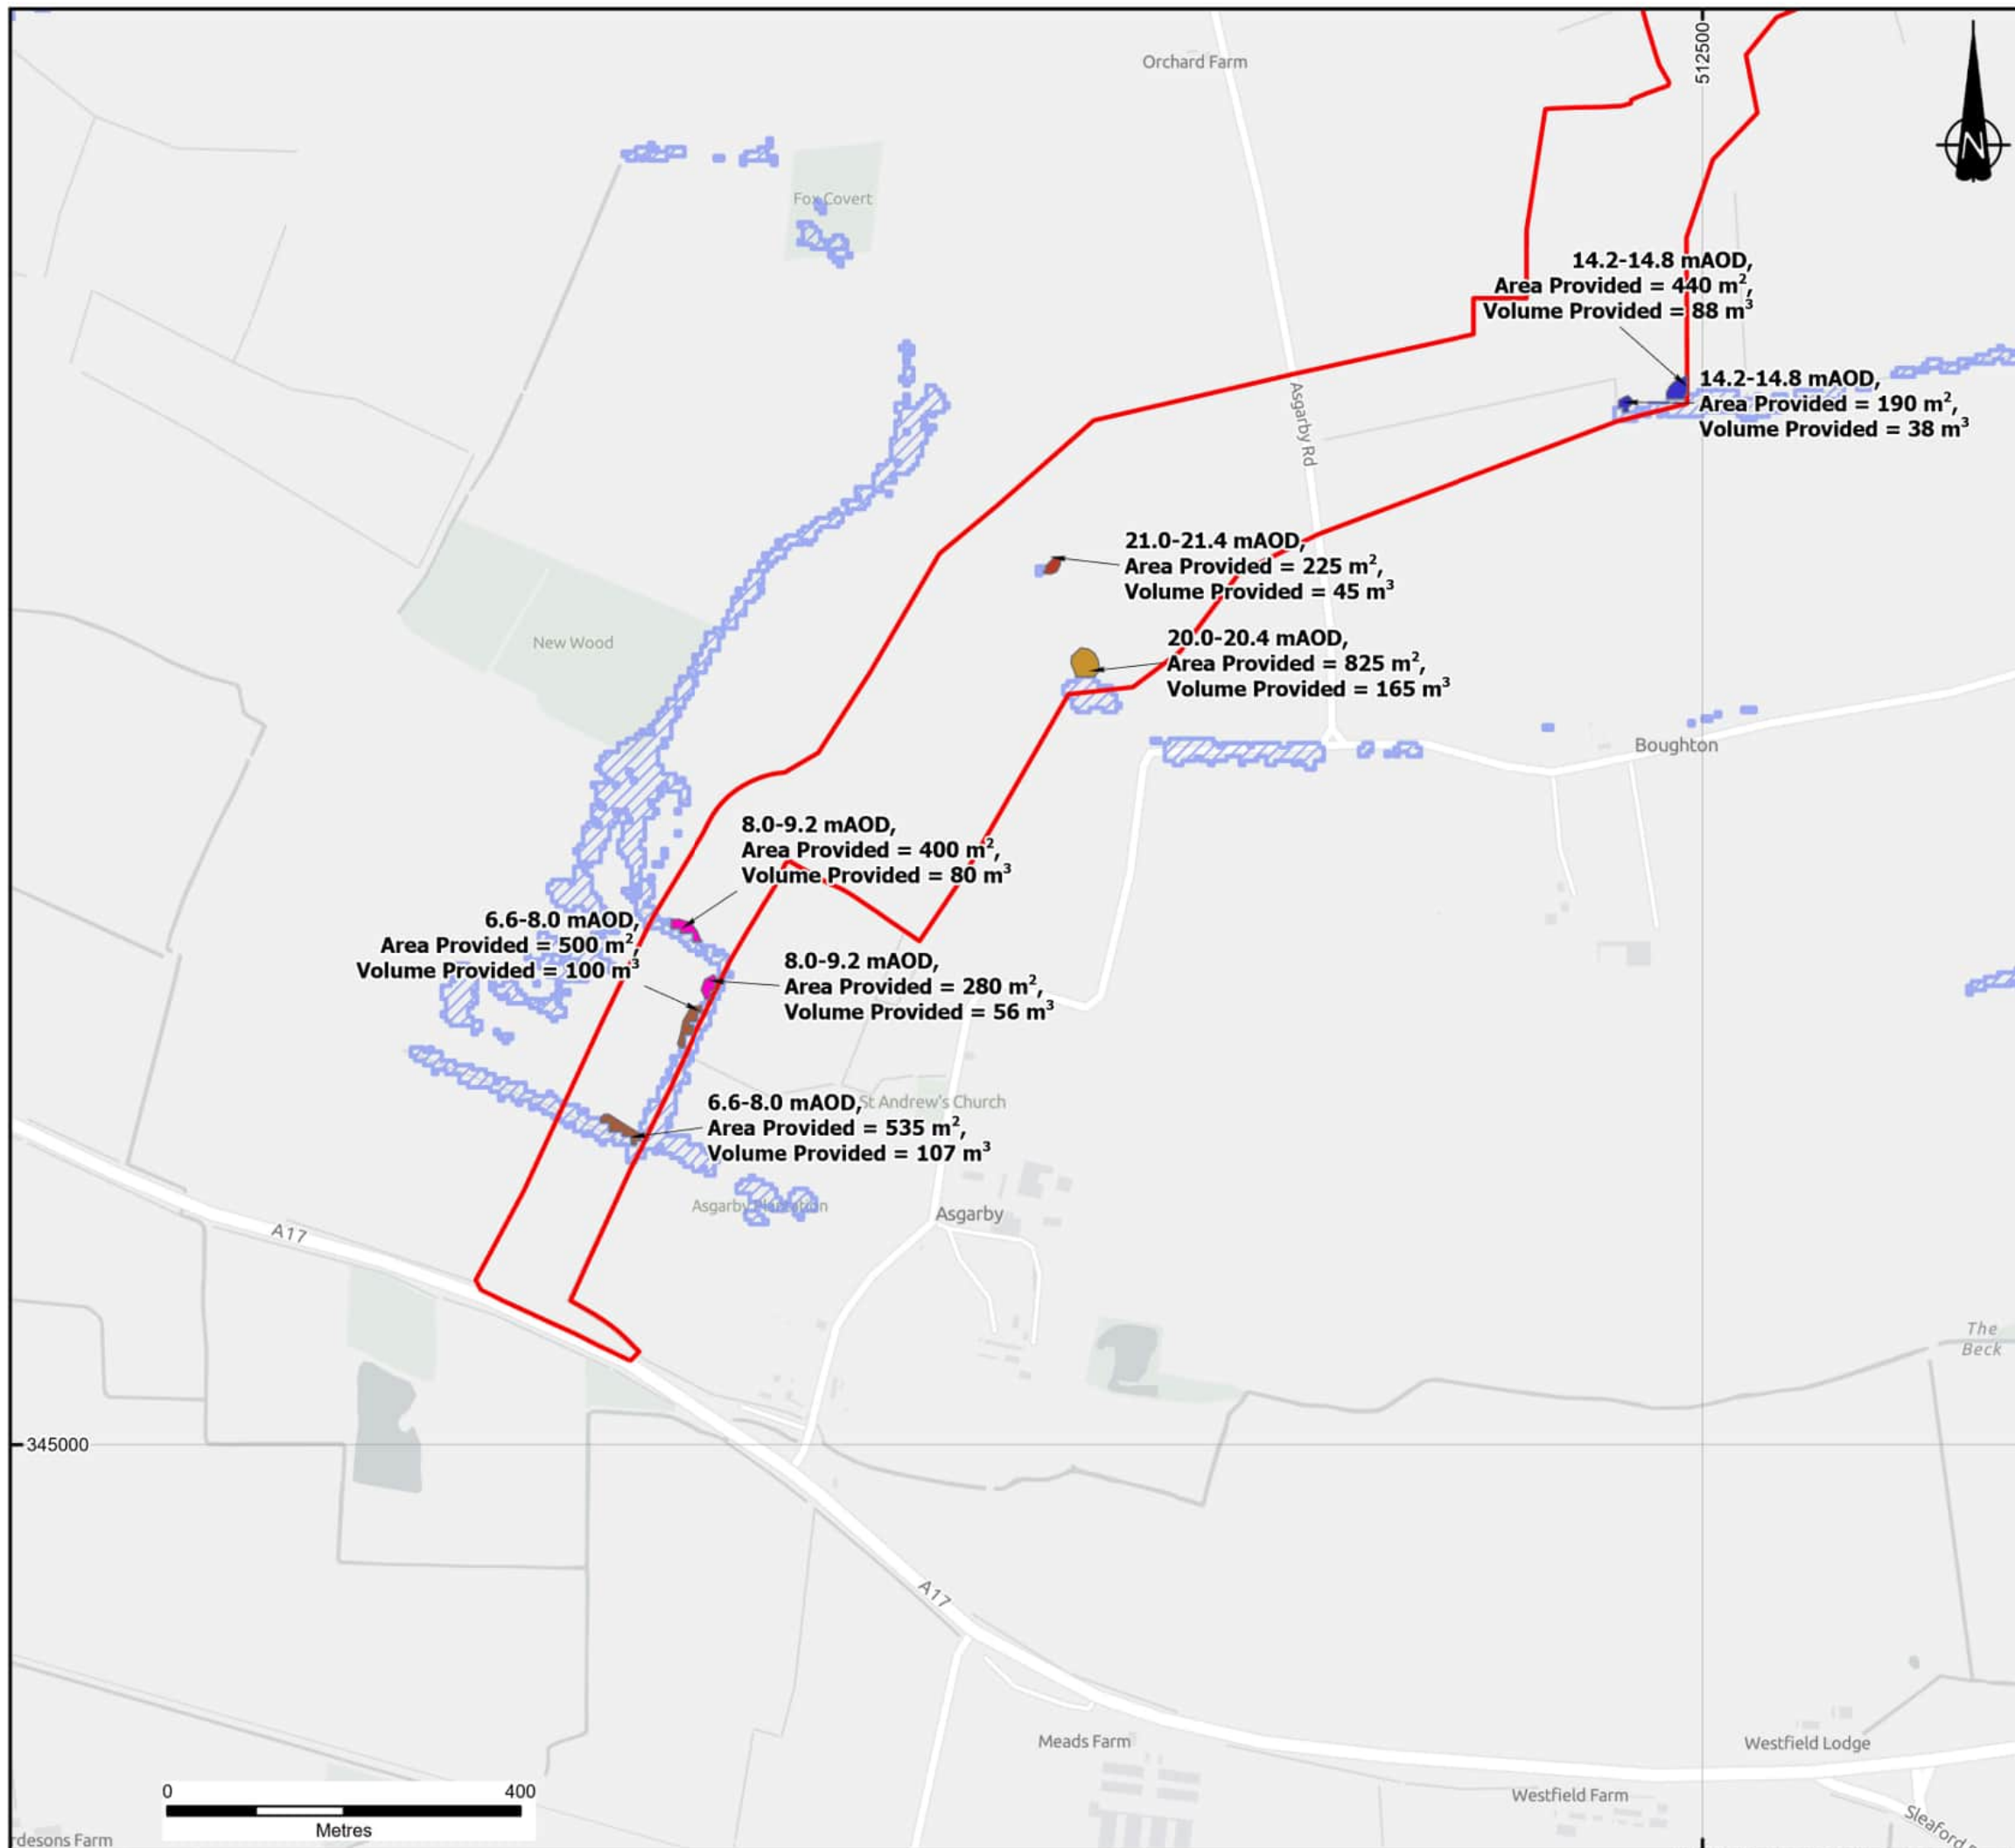 Orchard Farm
512500
N
Fox Covert
14.2-14.8 mAOD,
Area Provided = 440 m²,
Volume Provided = 88 m³
14.2-14.8 mAOD,
Area Provided = 190 m²,
Volume Provided = 38 m³
Asgarby Rd
21.0-21.4 mAOD,
Area Provided = 225 m²,
Volume Provided = 45 m³
New Wood
20.0-20.4 mAOD,
Area Provided = 825 m²,
Volume Provided = 165 m³
Boughton
8.0-9.2 mAOD,
Area Provided = 400 m²,
Volume Provided = 80 m³
6.6-8.0 mAOD,
Area Provided = 500 m²,
Volume Provided = 100 m³
8.0-9.2 mAOD,
Area Provided = 280 m²,
Volume Provided = 56 m³
6.6-8.0 mAOD,
Area Provided = 535 m²,
Volume Provided = 107 m³
St Andrew's Church
Asgarby Plantation
Asgarby
A17
The
Beck
345000
A17
Meads Farm
Westfield Lodge
Westfield Farm
Sleaford
0 400
Metres
rdesons Farm